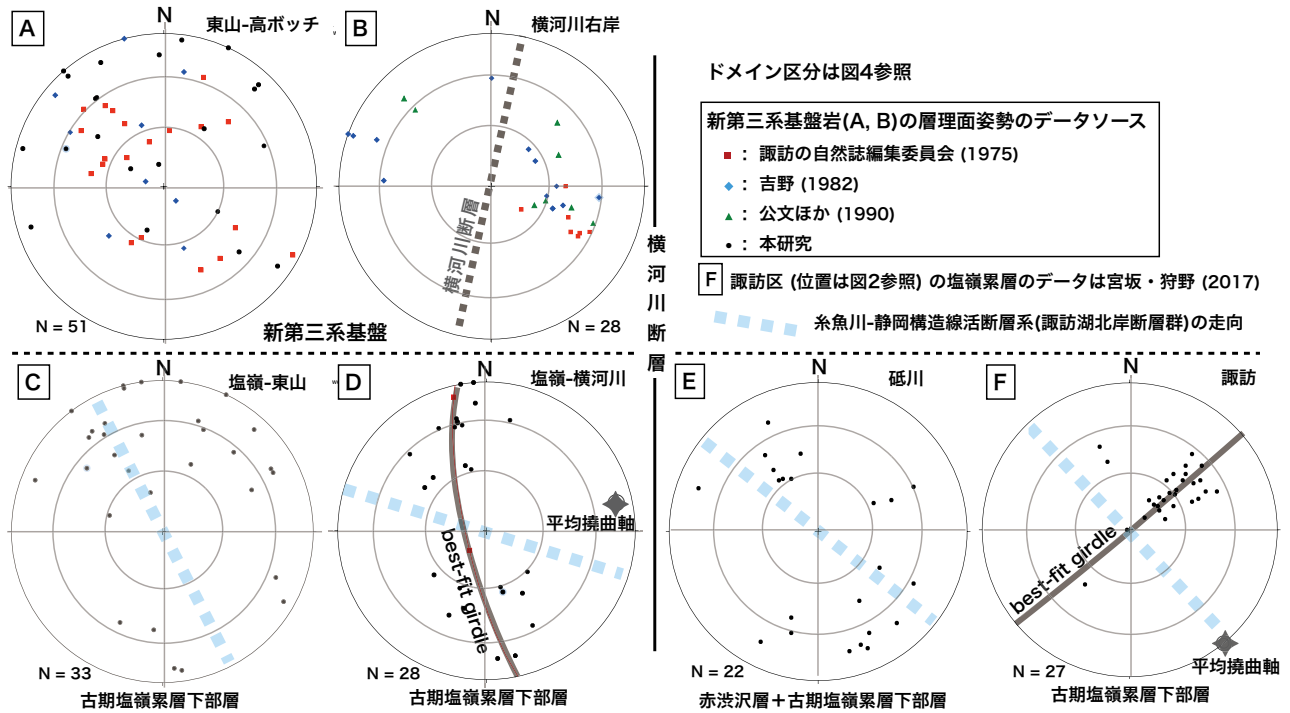 A
N
東山-高ボッチ
N = 51
B
N
横河川右岸
横河川断層
N = 28
新第三系基盤
横河川断層
ドメイン区分は図4参照
新第三系基盤岩(A, B)の層理面姿勢のデータソース
: 諏訪の自然誌編集委員会 (1975)
: 吉野 (1982)
: 公文ほか (1990)
: 本研究
F 諏訪区 (位置は図2参照) の塩嶺累層のデータは宮坂・狩野 (2017)
糸魚川-静岡構造線活断層系(諏訪湖北岸断層群)の走向
C
N
塩嶺-東山
N = 33
古期塩嶺累層下部層
D
N
塩嶺-横河川
平均撓曲軸
best-fit girdle
N = 28
古期塩嶺累層下部層
E
N
砥川
N = 22
赤渋沢層＋古期塩嶺累層下部層
F
N
諏訪
best-fit girdle
平均撓曲軸
N = 27
古期塩嶺累層下部層